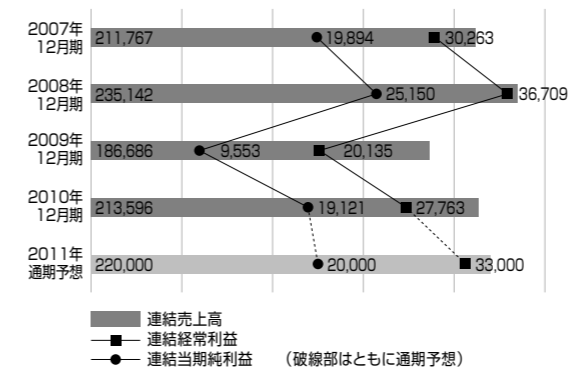 2007年
12月期
211,767
19,894
30,263
2008年
12月期
235,142
25,150
36,709
2009年
12月期
186,686
9,553
20,135
2010年
12月期
213,596
19,121
27,763
2011年
通期予想
220,000
20,000
33,000
連結売上高
連結経常利益
連結当期純利益 (破線部はともに通期予想)